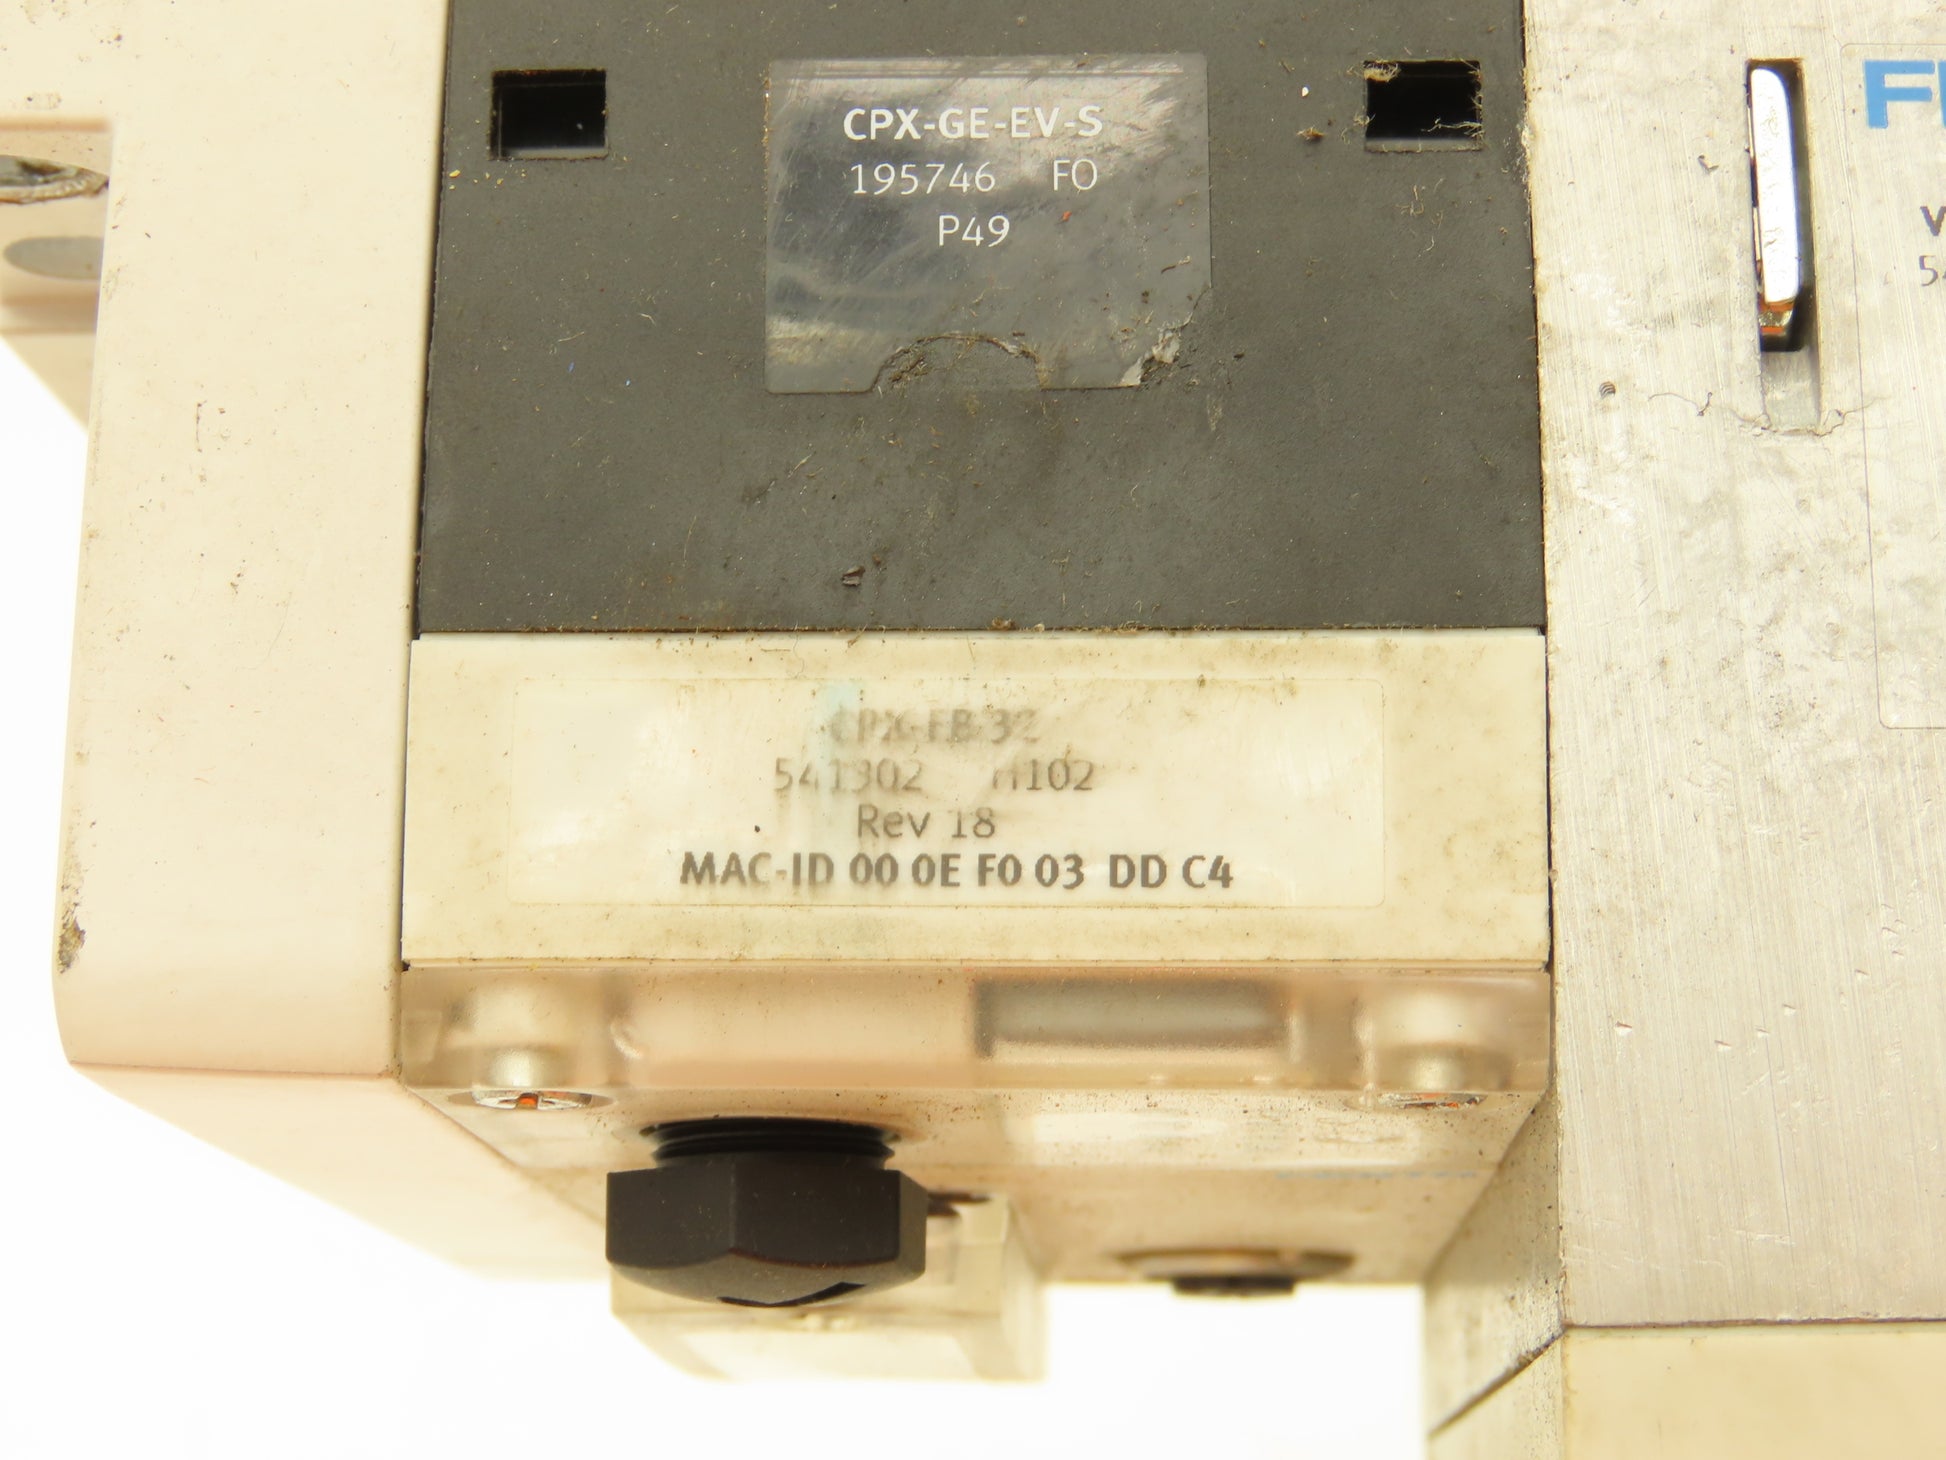 CPX-GE-EV-S
195746 FO
P49
CPX-FB-32
541302 H102
Rev 18
MAC-ID 00 0E F0 03 DD C4